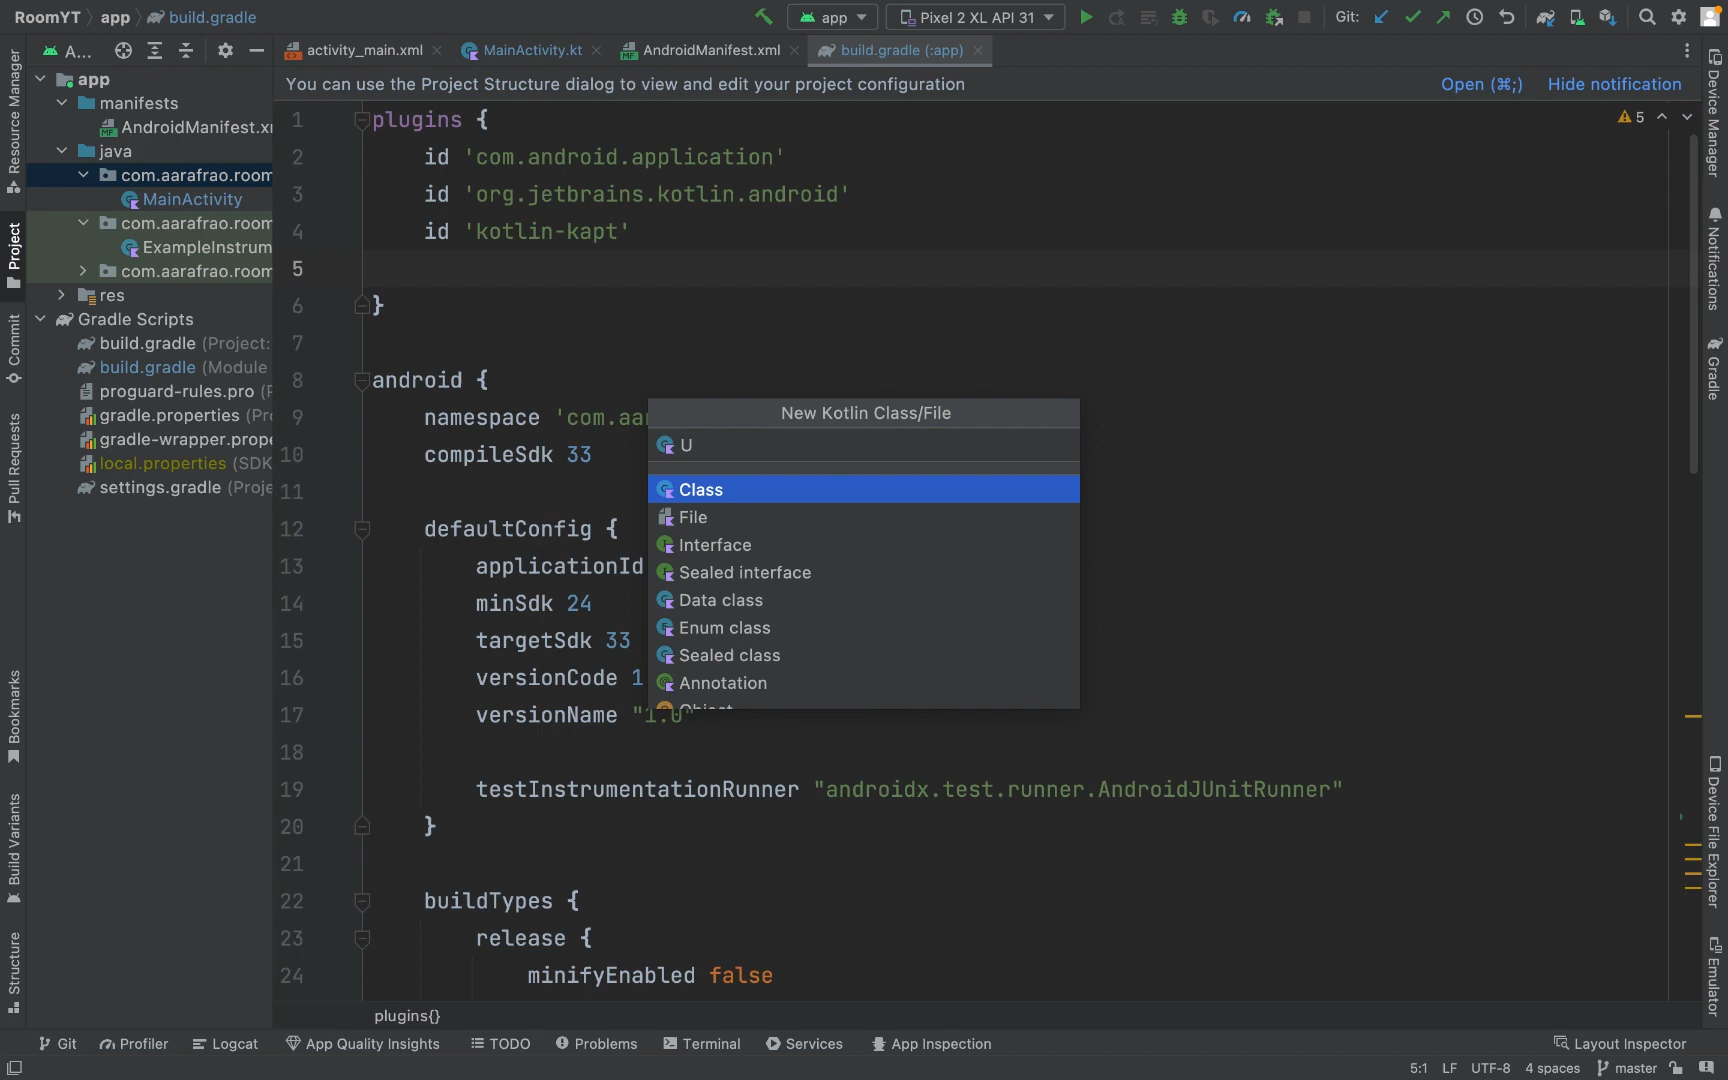 RoomYT app build.gradle
app Pixel 2 XL API 31 Git:
A... activity_main.xml MainActivity.kt AndroidManifest.xml build.gradle (:app)
You can use the Project Structure dialog to view and edit your project configuration Open (⌘;) Hide notification
Resource Manager
Project
Commit
Pull Requests
Bookmarks
Build Variants
Structure
app
manifests
AndroidManifest.x
java
com.aarafrao.room
MainActivity
com.aarafrao.room
ExampleInstrum
com.aarafrao.room
res
Gradle Scripts
build.gradle (Project:
build.gradle (Module
proguard-rules.pro (P
gradle.properties (Pro
gradle-wrapper.prope
local.properties (SDK
settings.gradle (Proje
5
1 plugins {
2 id 'com.android.application'
3 id 'org.jetbrains.kotlin.android'
4 id 'kotlin-kapt'
5
6 }
7
8 android {
9 namespace 'com.aar
10 compileSdk 33
11
12 defaultConfig {
13 applicationId
14 minSdk 24
15 targetSdk 33
16 versionCode 1
17 versionName "1.0"
18
19 testInstrumentationRunner "androidx.test.runner.AndroidJUnitRunner"
20 }
21
22 buildTypes {
23 release {
24 minifyEnabled false
New Kotlin Class/File
U
Class
File
Interface
Sealed interface
Data class
Enum class
Sealed class
Annotation
Object
plugins{}
Device Manager
Notifications
Gradle
Device File Explorer
Emulator
Git Profiler Logcat App Quality Insights TODO Problems Terminal Services App Inspection Layout Inspector
5:1 LF UTF-8 4 spaces master